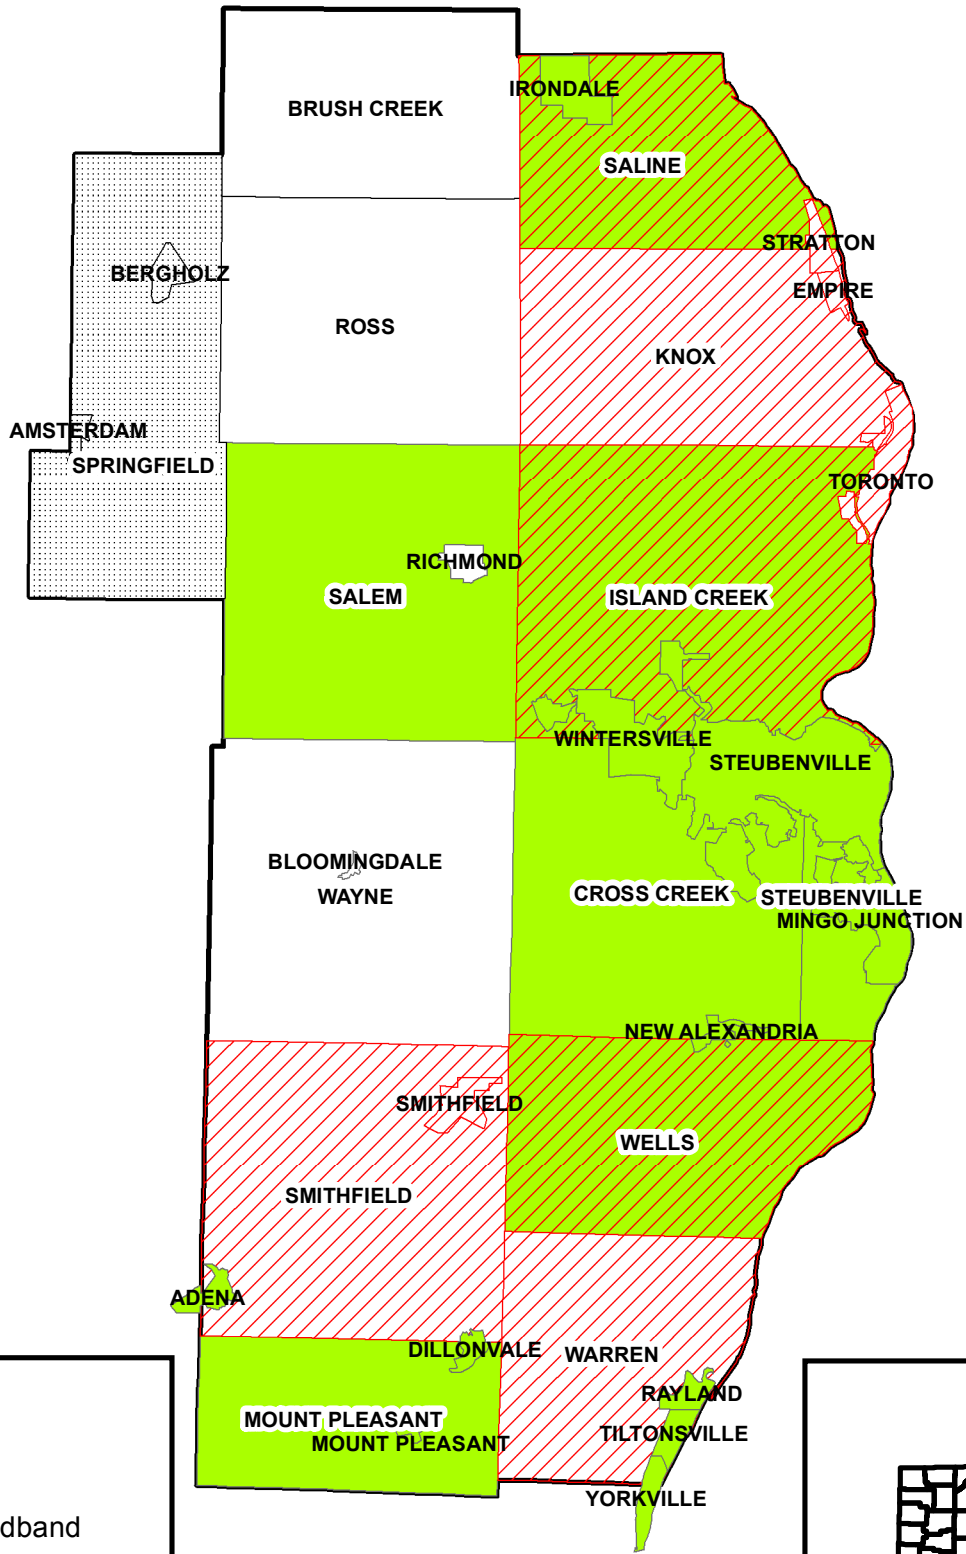 BRUSH CREEK
IRONDALE
SALINE
STRATTON
BERGHOLZ
EMPIRE
ROSS
KNOX
AMSTERDAM
SPRINGFIELD
TORONTO
RICHMOND
SALEM
ISLAND CREEK
WINTERSVILLE
STEUBENVILLE
BLOOMINGDALE
WAYNE
CROSS CREEK
STEUBENVILLE
MINGO JUNCTION
NEW ALEXANDRIA
SMITHFIELD
WELLS
SMITHFIELD
ADENA
DILLONVALE
WARREN
RAYLAND
MOUNT PLEASANT
TILTONSVILLE
MOUNT PLEASANT
YORKVILLE
dband